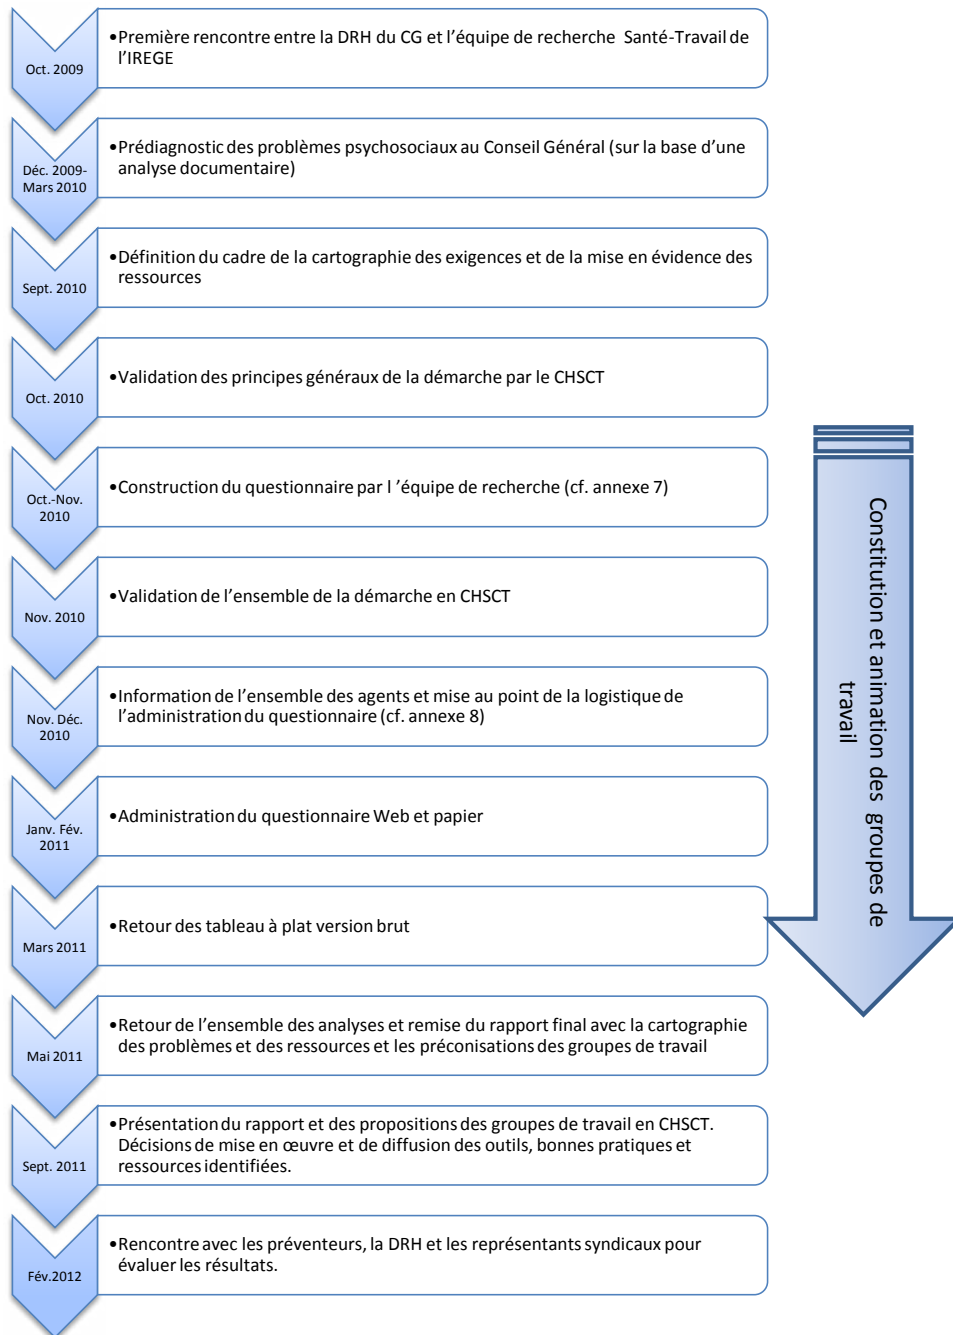 Oct. 2009
•Première rencontre entre la DRH du CG et l’équipe de recherche Santé-Travail de
l’IREGE
Déc. 2009-
Mars 2010
•Prédiagnostic des problèmes psychosociaux au Conseil Général (sur la base d’une
analyse documentaire)
Sept. 2010
•Définition du cadre de la cartographie des exigences et de la mise en évidence des
ressources
Oct. 2010
•Validation des principes généraux de la démarche par le CHSCT
Oct.-Nov.
2010
•Construction du questionnaire par l ’équipe de recherche (cf. annexe 7)
Nov. 2010
•Validation de l’ensemble de la démarche en CHSCT
Nov. Déc.
2010
•Information de l’ensemble des agents et mise au point de la logistique de
l’administration du questionnaire (cf. annexe 8)
Janv. Fév.
2011
•Administration du questionnaire Web et papier
Mars 2011
•Retour des tableau à plat version brut
Mai 2011
•Retour de l’ensemble des analyses et remise du rapport final avec la cartographie
des problèmes et des ressources et les préconisations des groupes de travail
Sept. 2011
•Présentation du rapport et des propositions des groupes de travail en CHSCT.
Décisions de mise en œuvre et de diffusion des outils, bonnes pratiques et
ressources identifiées.
Fév.2012
•Rencontre avec les préventeurs, la DRH et les représentants syndicaux pour
évaluer les résultats.
Constitution et animation des groupes de
travail